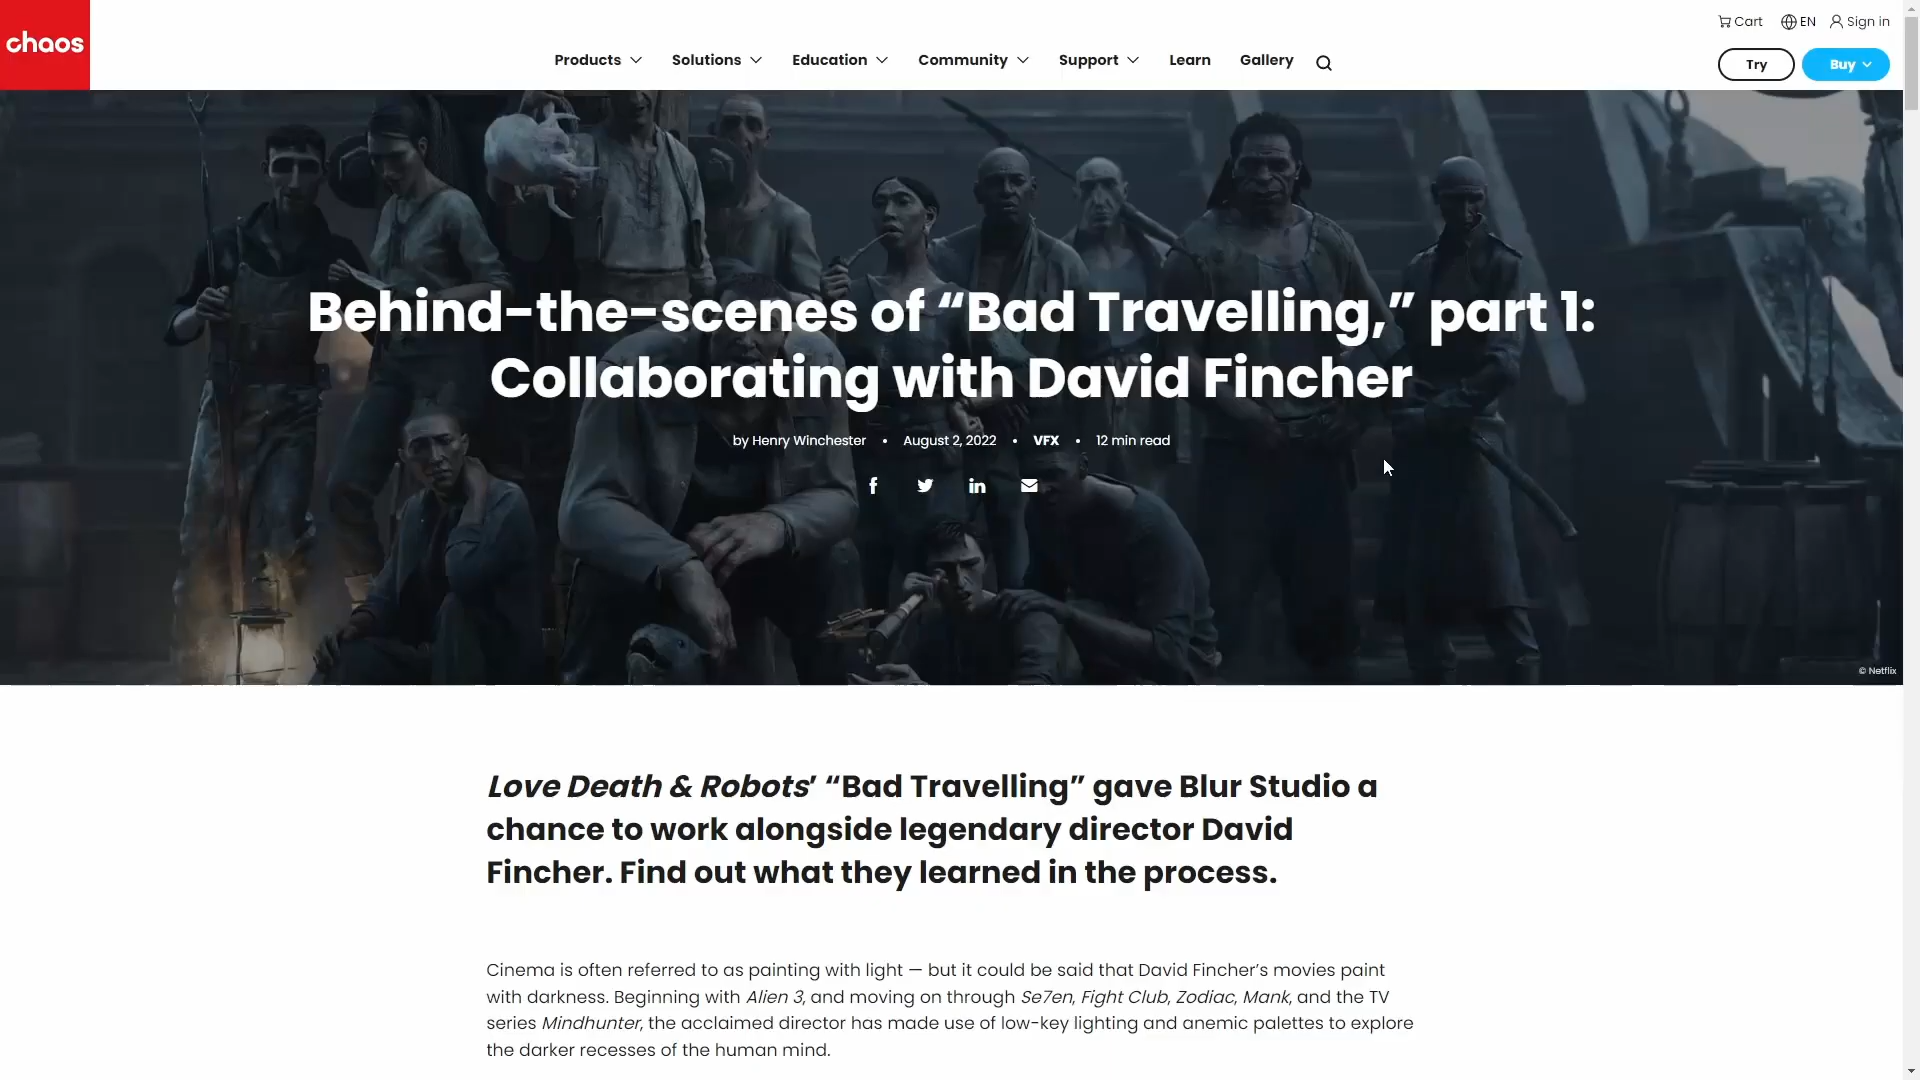 chaos
Cart EN Sign in
Products Solutions Education Community Support Learn Gallery
Try Buy
Behind-the-scenes of “Bad Travelling,” part 1:
Collaborating with David Fincher
by Henry Winchester • August 2, 2022 • VFX • 12 min read
© Netflix
Love Death & Robots’ “Bad Travelling” gave Blur Studio a
chance to work alongside legendary director David
Fincher. Find out what they learned in the process.
Cinema is often referred to as painting with light — but it could be said that David Fincher’s movies paint
with darkness. Beginning with Alien 3, and moving on through Se7en, Fight Club, Zodiac, Mank, and the TV
series Mindhunter, the acclaimed director has made use of low-key lighting and anemic palettes to explore
the darker recesses of the human mind.